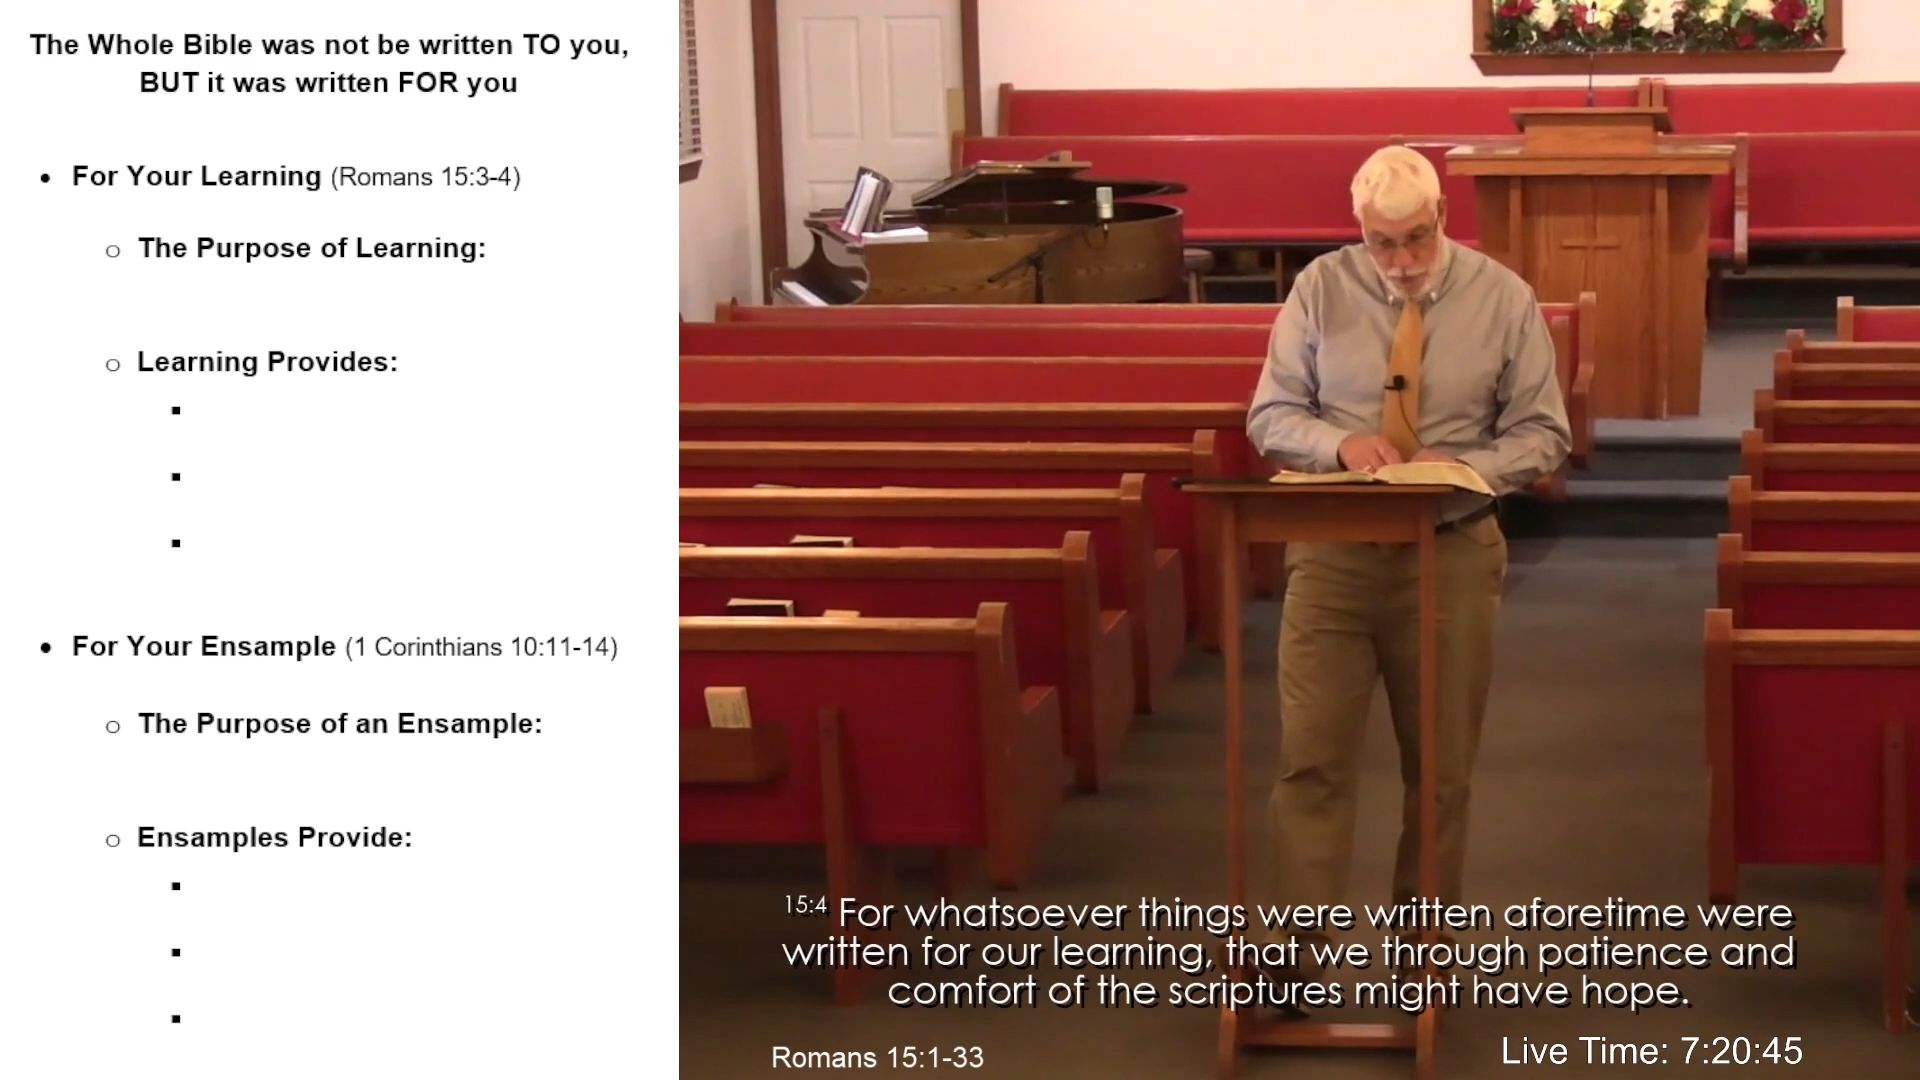 The Whole Bible was not be written TO you,
BUT it was written FOR you
• For Your Learning (Romans 15:3-4)
o The Purpose of Learning:
o Learning Provides:
▪
▪
▪
• For Your Ensample (1 Corinthians 10:11-14)
o The Purpose of an Ensample:
o Ensamples Provide:
▪
▪
▪
15:4 For whatsoever things were written aforetime were
written for our learning, that we through patience and
comfort of the scriptures might have hope.
Romans 15:1-33
Live Time: 7:20:45